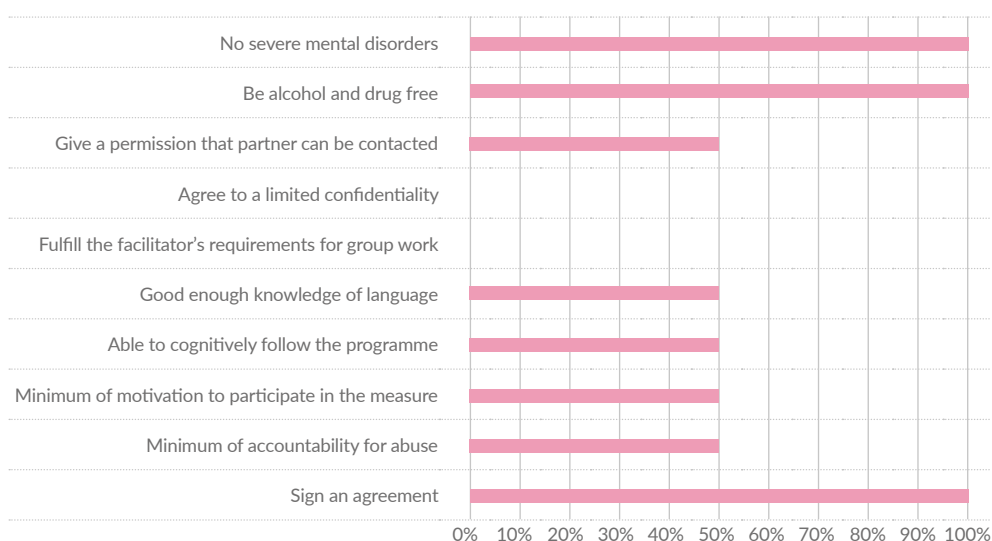 No severe mental disorders
Be alcohol and drug free
Give a permission that partner can be contacted
Agree to a limited confidentiality
Fulfill the facilitator’s requirements for group work
Good enough knowledge of language
Able to cognitively follow the programme
Minimum of motivation to participate in the measure
Minimum of accountability for abuse
Sign an agreement
0% 10% 20% 30% 40% 50% 60% 70% 80% 90% 100%